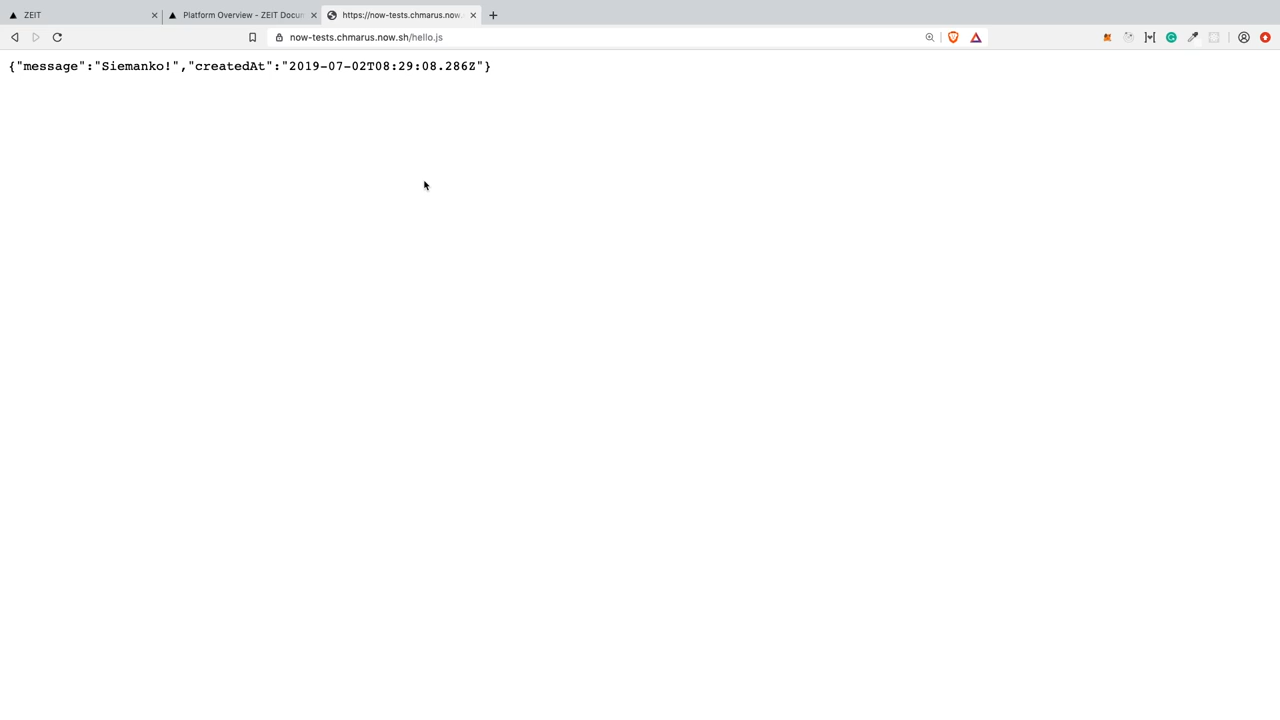 ZEIT
Platform Overview - ZEIT Docun
https://now-tests.chmarus.now.
now-tests.chmarus.now.sh/hello.js
{"message":"Siemanko!","createdAt":"2019-07-02T08:29:08.286Z"}